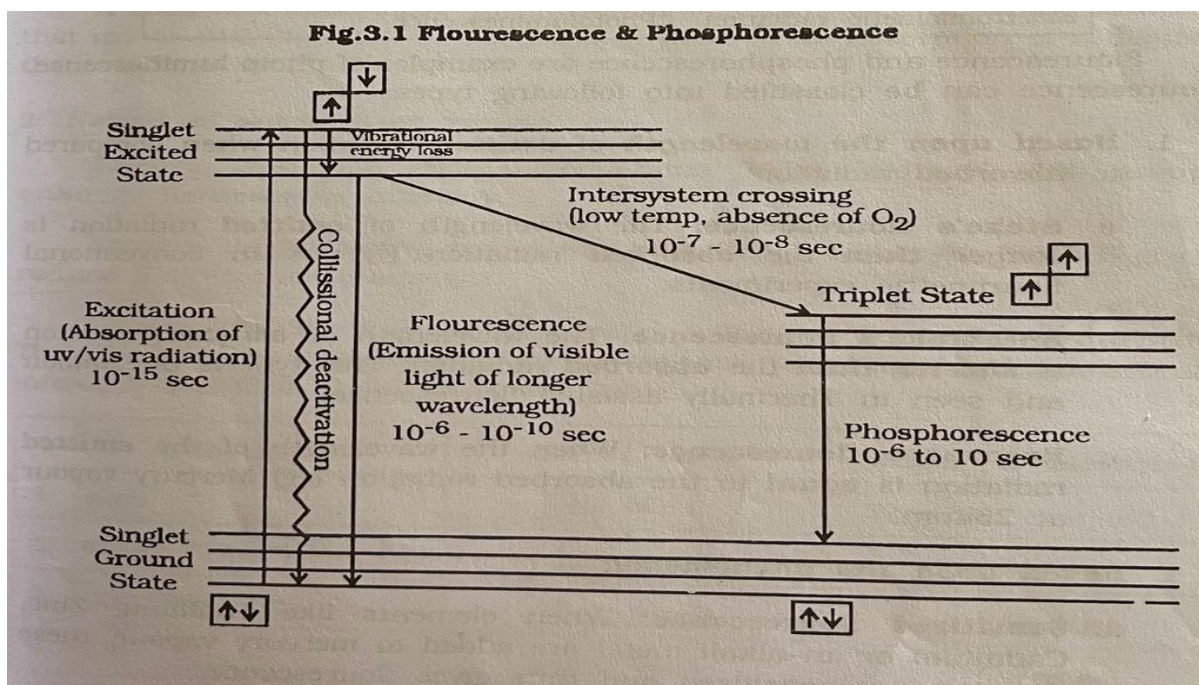 Fig.3.1 Flourescence & Phosphorescence
Singlet
Excited
State
Vibrational
energy loss
Intersystem crossing
(low temp, absence of O₂)
10⁻⁷ - 10⁻⁸ sec
Triplet State
Collissional deactivation
Excitation
(Absorption of
uv/vis radiation)
10⁻¹⁵ sec
Flourescence
(Emission of visible
light of longer
wavelength)
10⁻⁶ - 10⁻¹⁰ sec
Phosphorescence
10⁻⁶ to 10 sec
Singlet
Ground
State